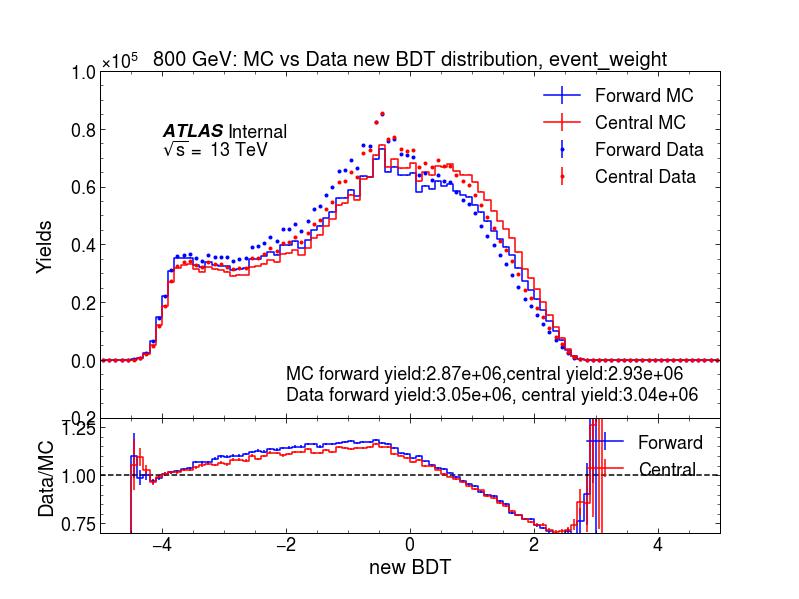 ×10⁵ 800 GeV: MC vs Data new BDT distribution, event_weight
1.0
0.8
0.6
0.4
0.2
0.0
0.2
Yields
ATLAS Internal
√s = 13 TeV
Forward MC
Central MC
Forward Data
Central Data
MC forward yield:2.87e+06,central yield:2.93e+06
Data forward yield:3.05e+06, central yield:3.04e+06
1.25
1.00
0.75
Data/MC
Forward
Central
−4 −2 0 2 4
new BDT